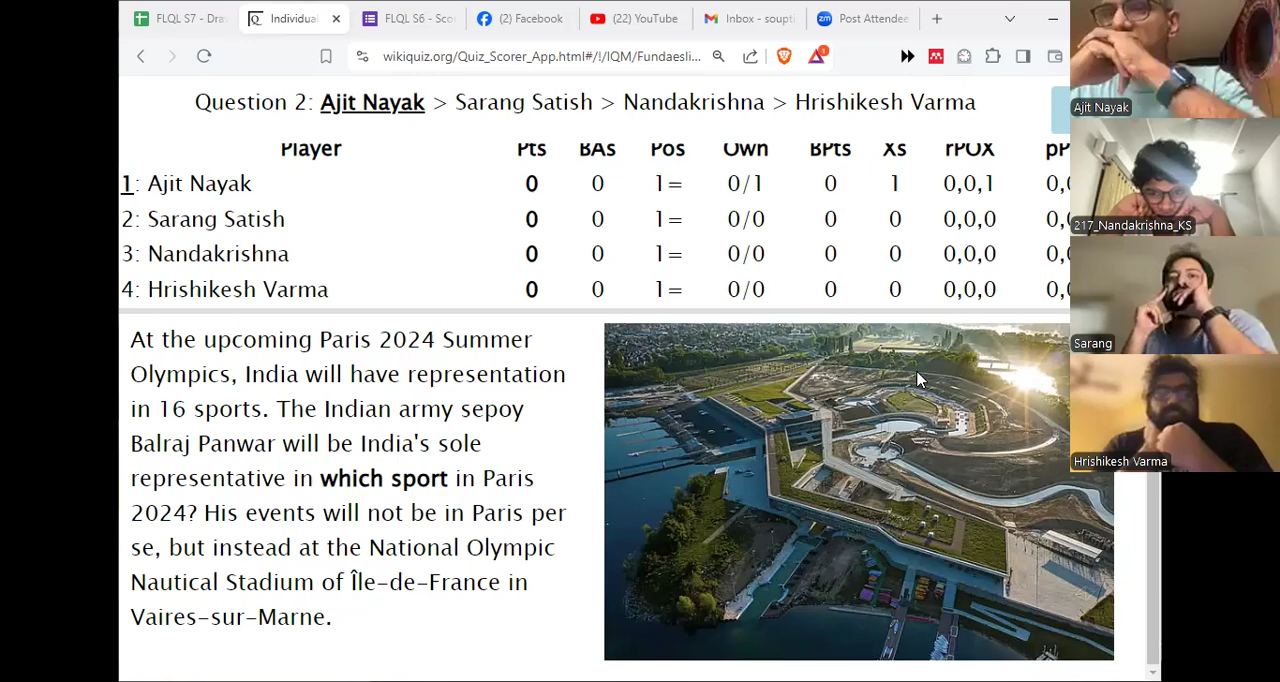 FLQL S7 - Dra
Individual
FLQL S6 - Sco
(2) Facebook
(22) YouTube
Inbox - soupti
Post Attendee
wikiquiz.org/Quiz_Scorer_App.html#/!/IQM/Fundaesli...
1
Question 2: Ajit Nayak > Sarang Satish > Nandakrishna > Hrishikesh Varma
Player Pts BAs Pos Own BPts Xs rPOX
1: Ajit Nayak 0 0 1= 0/1 0 1 0,0,1
2: Sarang Satish 0 0 1= 0/0 0 0 0,0,0
3: Nandakrishna 0 0 1= 0/0 0 0 0,0,0
4: Hrishikesh Varma 0 0 1= 0/0 0 0 0,0,0
At the upcoming Paris 2024 Summer
Olympics, India will have representation
in 16 sports. The Indian army sepoy
Balraj Panwar will be India's sole
representative in which sport in Paris
2024? His events will not be in Paris per
se, but instead at the National Olympic
Nautical Stadium of Île-de-France in
Vaires-sur-Marne.
Ajit Nayak
217_Nandakrishna_KS
Sarang
Hrishikesh Varma